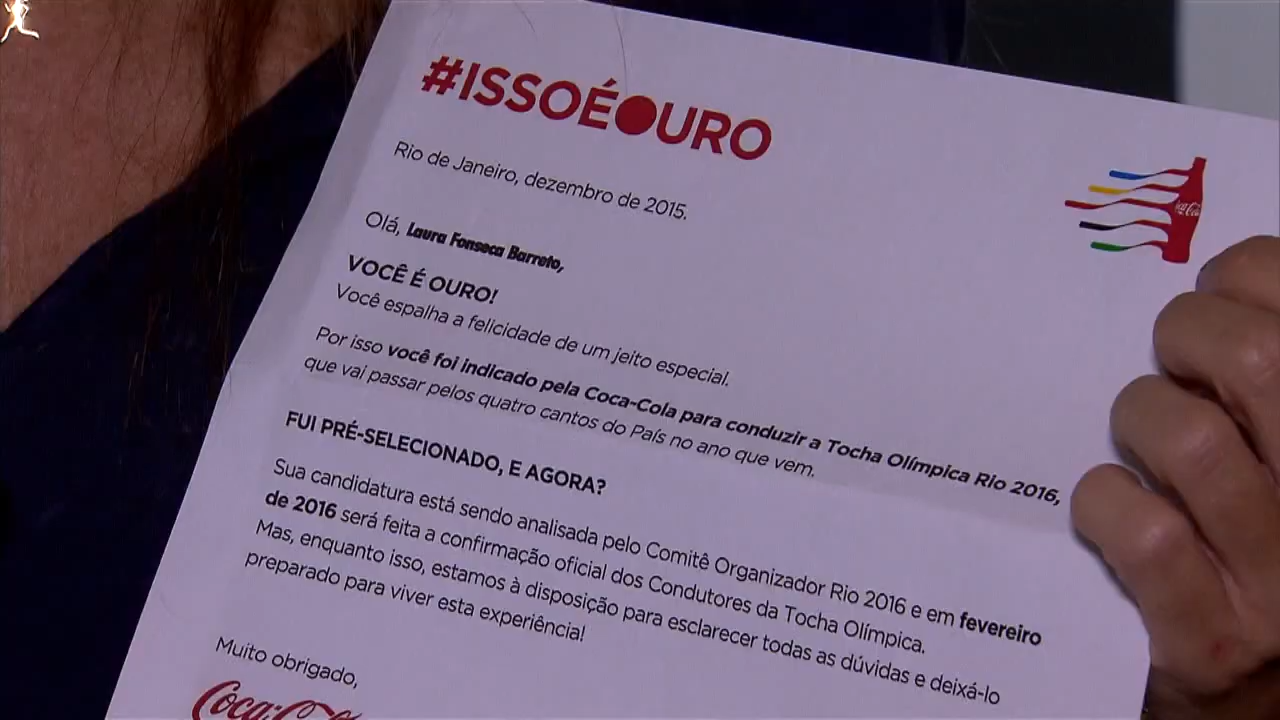 #ISSOÉOURO
Rio de Janeiro, dezembro de 2015.
Coca-Cola
Olá, Laura Fonseca Barreto,
VOCÊ É OURO!
Você espalha a felicidade de um jeito especial.
Por isso você foi indicado pela Coca-Cola para conduzir a Tocha Olímpica Rio 2016,
que vai passar pelos quatro cantos do País no ano que vem.
FUI PRÉ-SELECIONADO, E AGORA?
Sua candidatura está sendo analisada pelo Comitê Organizador Rio 2016 e em fevereiro
de 2016 será feita a confirmação oficial dos Condutores da Tocha Olímpica.
Mas, enquanto isso, estamos à disposição para esclarecer todas as dúvidas e deixá-lo
preparado para viver esta experiência!
Muito obrigado,
Coca-Cola